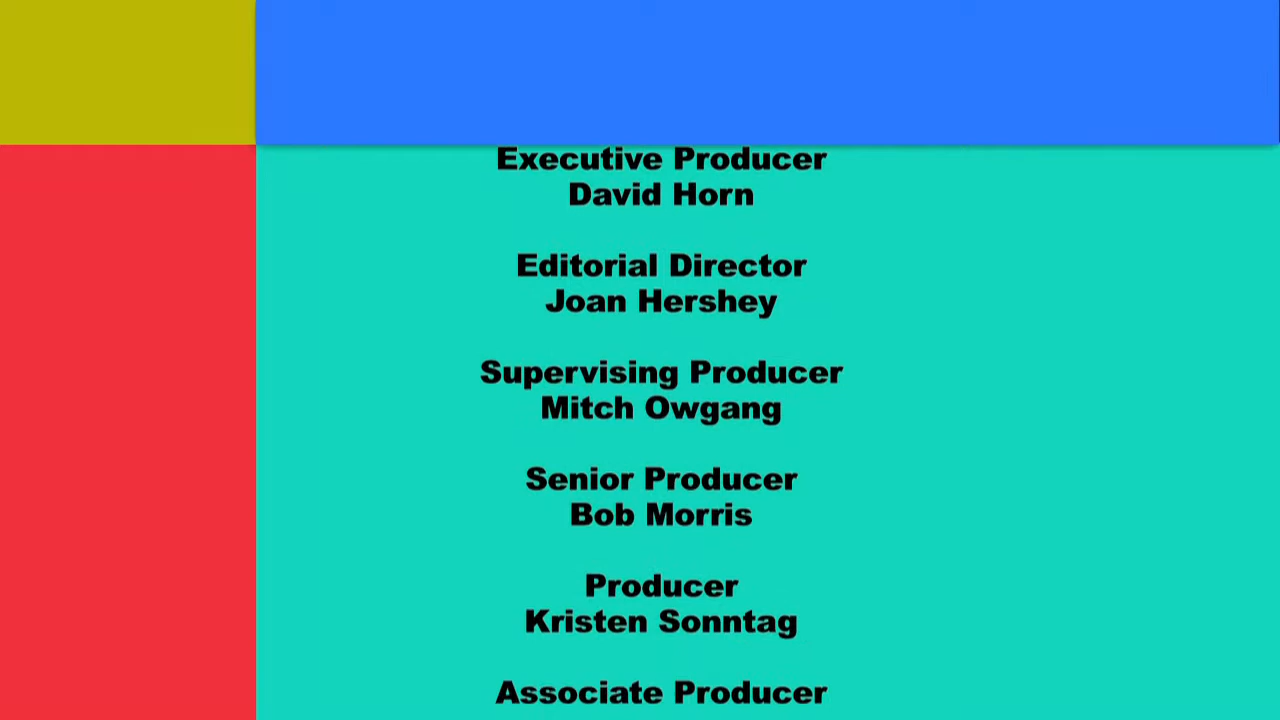 Executive Producer
David Horn
Editorial Director
Joan Hershey
Supervising Producer
Mitch Owgang
Senior Producer
Bob Morris
Producer
Kristen Sonntag
Associate Producer